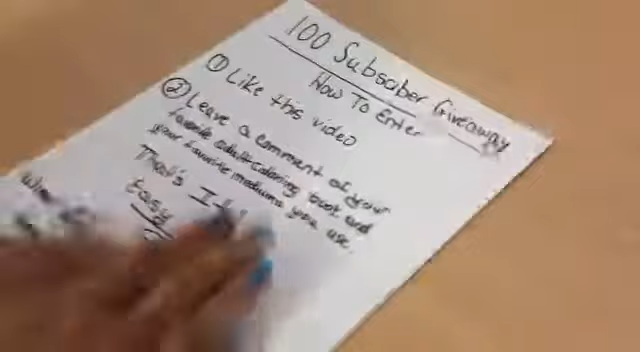 100 Subsciber Giveaway
How To Enter
① Like this video
② Leave a comment of your
favorite adult coloring book and
your favorite mediums you use.
That's It!
Easy